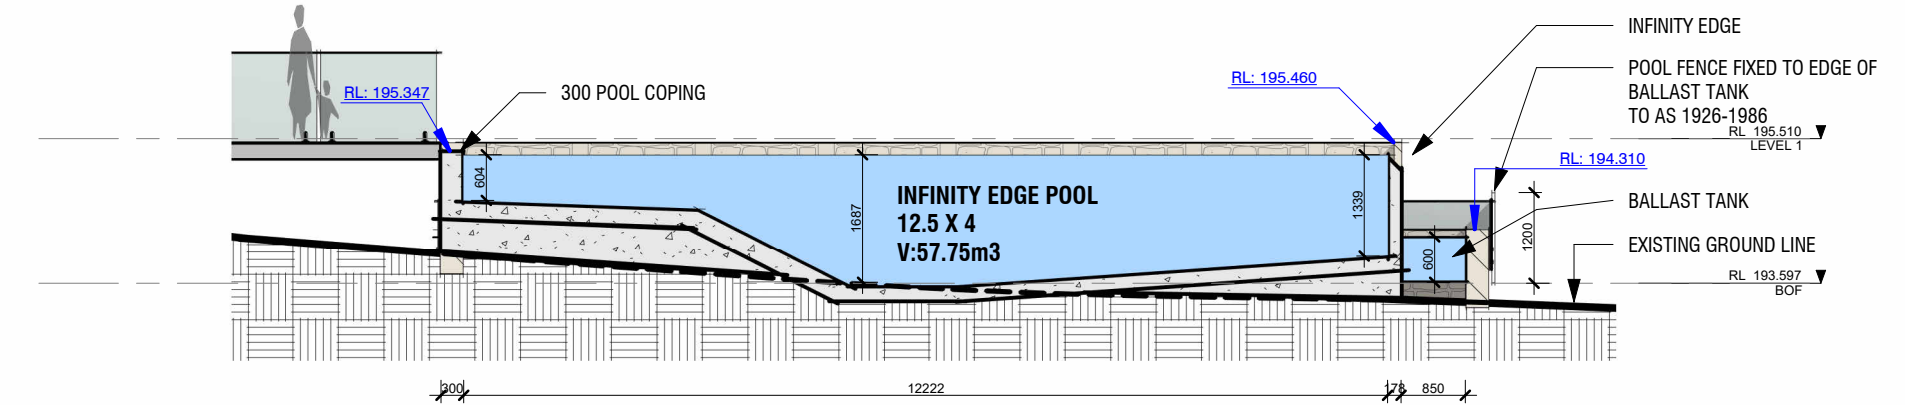 INFINITY EDGE
POOL FENCE FIXED TO EDGE OF
BALLAST TANK
TO AS 1926-1986
RL: 195.460
RL: 195.347
300 POOL COPING
RL 195.510
LEVEL 1
RL: 194.310
604
1687
INFINITY EDGE POOL
12.5 X 4
V:57.75m3
1339
BALLAST TANK
600
1200
EXISTING GROUND LINE
RL 193.597
BOF
300
12222
178
850